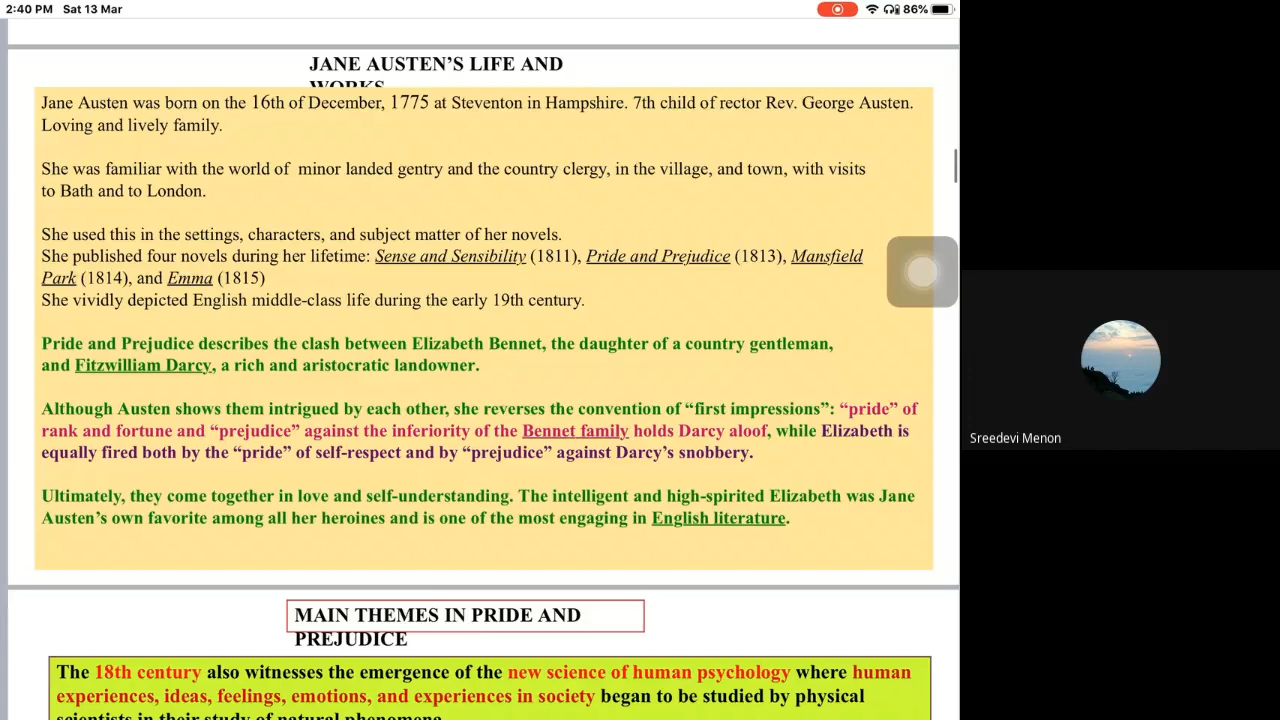 2:40 PM Sat 13 Mar
86%
JANE AUSTEN'S LIFE AND
WORKS
Jane Austen was born on the 16th of December, 1775 at Steventon in Hampshire. 7th child of rector Rev. George Austen.
Loving and lively family.
She was familiar with the world of minor landed gentry and the country clergy, in the village, and town, with visits
to Bath and to London.
She used this in the settings, characters, and subject matter of her novels.
She published four novels during her lifetime: Sense and Sensibility (1811), Pride and Prejudice (1813), Mansfield
Park (1814), and Emma (1815)
She vividly depicted English middle-class life during the early 19th century.
Pride and Prejudice describes the clash between Elizabeth Bennet, the daughter of a country gentleman,
and Fitzwilliam Darcy, a rich and aristocratic landowner.
Although Austen shows them intrigued by each other, she reverses the convention of “first impressions”: “pride” of
rank and fortune and “prejudice” against the inferiority of the Bennet family holds Darcy aloof, while Elizabeth is
equally fired both by the “pride” of self-respect and by “prejudice” against Darcy’s snobbery.
Ultimately, they come together in love and self-understanding. The intelligent and high-spirited Elizabeth was Jane
Austen’s own favorite among all her heroines and is one of the most engaging in English literature.
Sreedevi Menon
MAIN THEMES IN PRIDE AND
PREJUDICE
The 18th century also witnesses the emergence of the new science of human psychology where human
experiences, ideas, feelings, emotions, and experiences in society began to be studied by physical
scientists in their study of natural phenomena